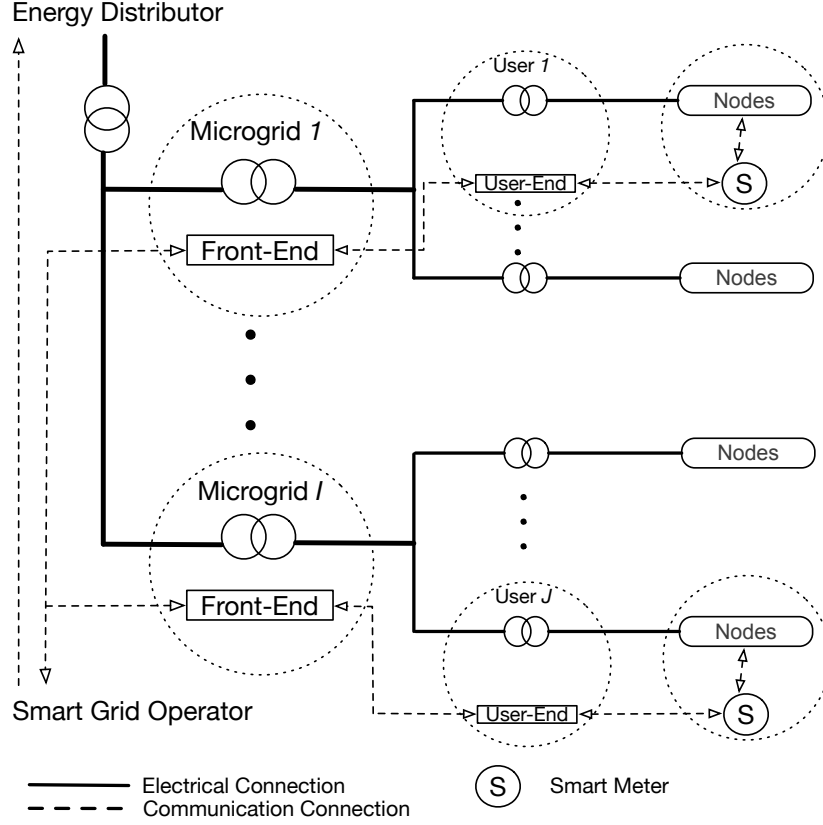 Energy Distributor
User 1
Nodes
Microgrid 1
User-End
S
Front-End
Nodes
Nodes
Microgrid I
Front-End
User J
Nodes
User-End
S
Smart Grid Operator
Electrical Connection
S
Smart Meter
Communication Connection